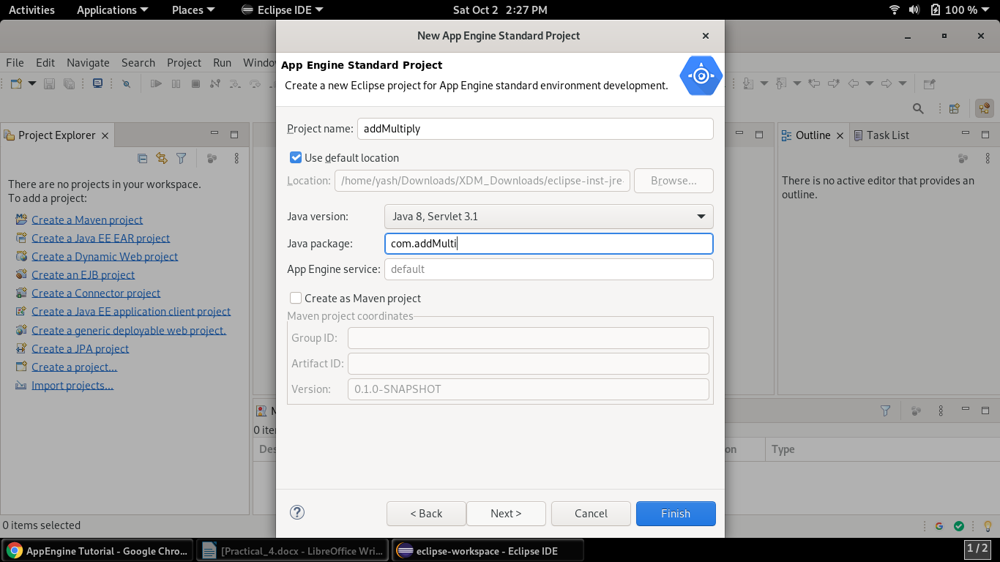 Activities Applications Places Eclipse IDE Sat Oct 2 2:27 PM 100 %
New App Engine Standard Project
File Edit Navigate Search Project Run Windo
App Engine Standard Project
Create a new Eclipse project for App Engine standard environment development.
Project Explorer
There are no projects in your workspace.
To add a project:
Create a Maven project
Create a Java EE EAR project
Create a Dynamic Web project
Create an EJB project
Create a Connector project
Create a Java EE application client project
Create a generic deployable web project.
Create a JPA project
Create a project...
Import projects...
Project name: addMultiply
Use default location
Location: /home/yash/Downloads/XDM_Downloads/eclipse-inst-jre- Browse...
Java version: Java 8, Servlet 3.1
Java package: com.addMulti
App Engine service: default
Create as Maven project
Maven project coordinates
Group ID:
Artifact ID:
Version: 0.1.0-SNAPSHOT
Outline Task List
There is no active editor that provides an
outline.
M
0 ite
Des on Type
< Back Next > Cancel Finish
0 items selected
AppEngine Tutorial - Google Chro... [Practical_4.docx - LibreOffice Wri... eclipse-workspace - Eclipse IDE 1 / 2